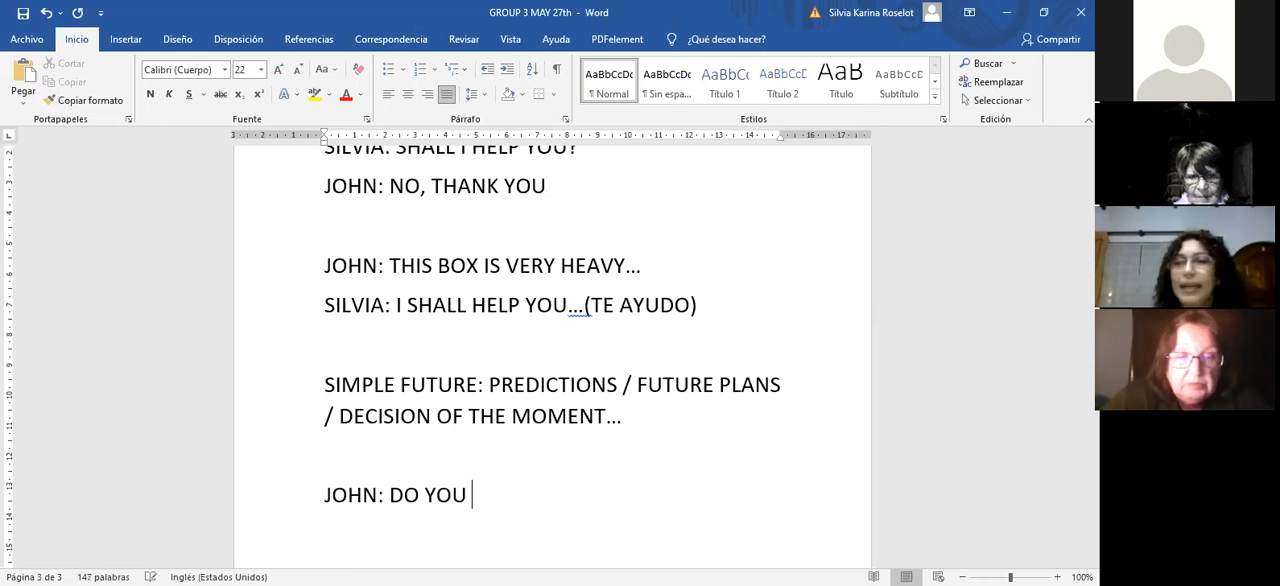 GROUP 3 MAY 27th - Word
Silvia Karina Roselot
Archivo Inicio Insertar Diseño Disposición Referencias Correspondencia Revisar Vista Ayuda PDFelement ¿Qué desea hacer? Compartir
Pegar
Cortar
Copiar
Copiar formato
Portapapeles
Calibri (Cuerpo) 22
N K S abc x₂ x²
Fuente
Párrafo
AaBbCcDc ¶ Normal
AaBbCcDc ¶ Sin espa...
AaBbCc Título 1
AaBbCcD Título 2
AaB Título
AaBbCcD Subtítulo
Estilos
Buscar
Reemplazar
Seleccionar
Edición
SILVIA: SHALL I HELP YOU?
JOHN: NO, THANK YOU
JOHN: THIS BOX IS VERY HEAVY...
SILVIA: I SHALL HELP YOU...(TE AYUDO)
SIMPLE FUTURE: PREDICTIONS / FUTURE PLANS
/ DECISION OF THE MOMENT...
JOHN: DO YOU
Página 3 de 3 147 palabras Inglés (Estados Unidos) 100%